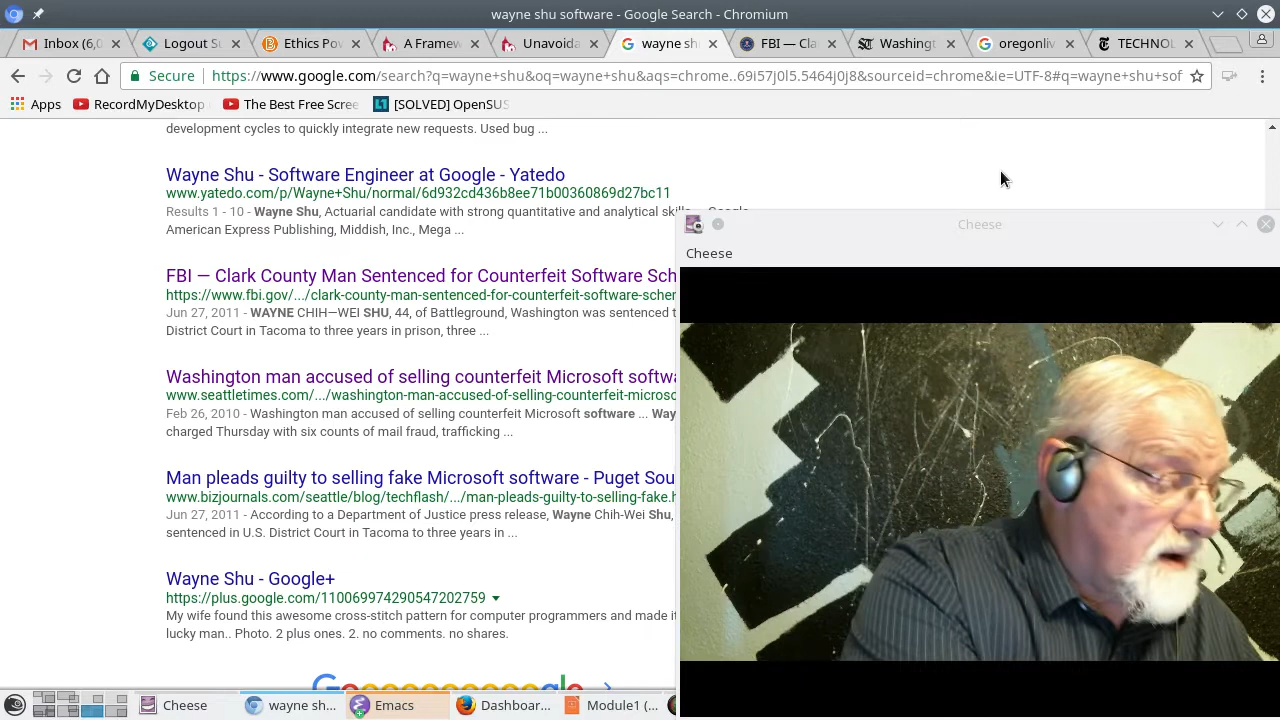 wayne shu software - Google Search - Chromium
Inbox (6,0
Logout Su
Ethics Pov
A Framew
Unavoida
wayne sh
FBI — Cla
Washingt
oregonliv
TECHNOL
Secure
https://www.google.com/search?q=wayne+shu&oq=wayne+shu&aqs=chrome..69i57j0l5.5464j0j8&sourceid=chrome&ie=UTF-8#q=wayne+shu+sof
Apps
RecordMyDesktop
The Best Free Scree
[SOLVED] OpenSUS
development cycles to quickly integrate new requests. Used bug ...
Wayne Shu - Software Engineer at Google - Yatedo
www.yatedo.com/p/Wayne+Shu/normal/6d932cd436b8ee71b00360869d27bc11
Results 1 - 10 - Wayne Shu, Actuarial candidate with strong quantitative and analytical
American Express Publishing, Middish, Inc., Mega ...
FBI — Clark County Man Sentenced for Counterfeit Software Sch
https://www.fbi.gov/.../clark-county-man-sentenced-for-counterfeit-software-schem
Jun 27, 2011 - WAYNE CHIH—WEI SHU, 44, of Battleground, Washington was sentenced t
District Court in Tacoma to three years in prison, three ...
Washington man accused of selling counterfeit Microsoft softwa
www.seattletimes.com/.../washington-man-accused-of-selling-counterfeit-microsc
Feb 26, 2010 - Washington man accused of selling counterfeit Microsoft software ... Way
charged Thursday with six counts of mail fraud, trafficking ...
Man pleads guilty to selling fake Microsoft software - Puget Sou
www.bizjournals.com/seattle/blog/techflash/.../man-pleads-guilty-to-selling-fake.h
Jun 27, 2011 - According to a Department of Justice press release, Wayne Chih-Wei Shu,
sentenced in U.S. District Court in Tacoma to three years in ...
Wayne Shu - Google+
https://plus.google.com/110069974290547202759
My wife found this awesome cross-stitch pattern for computer programmers and made it
lucky man.. Photo. 2 plus ones. 2. no comments. no shares.
Cheese
Cheese
Cheese
wayne sh...
Emacs
Dashboar...
Module1 (...